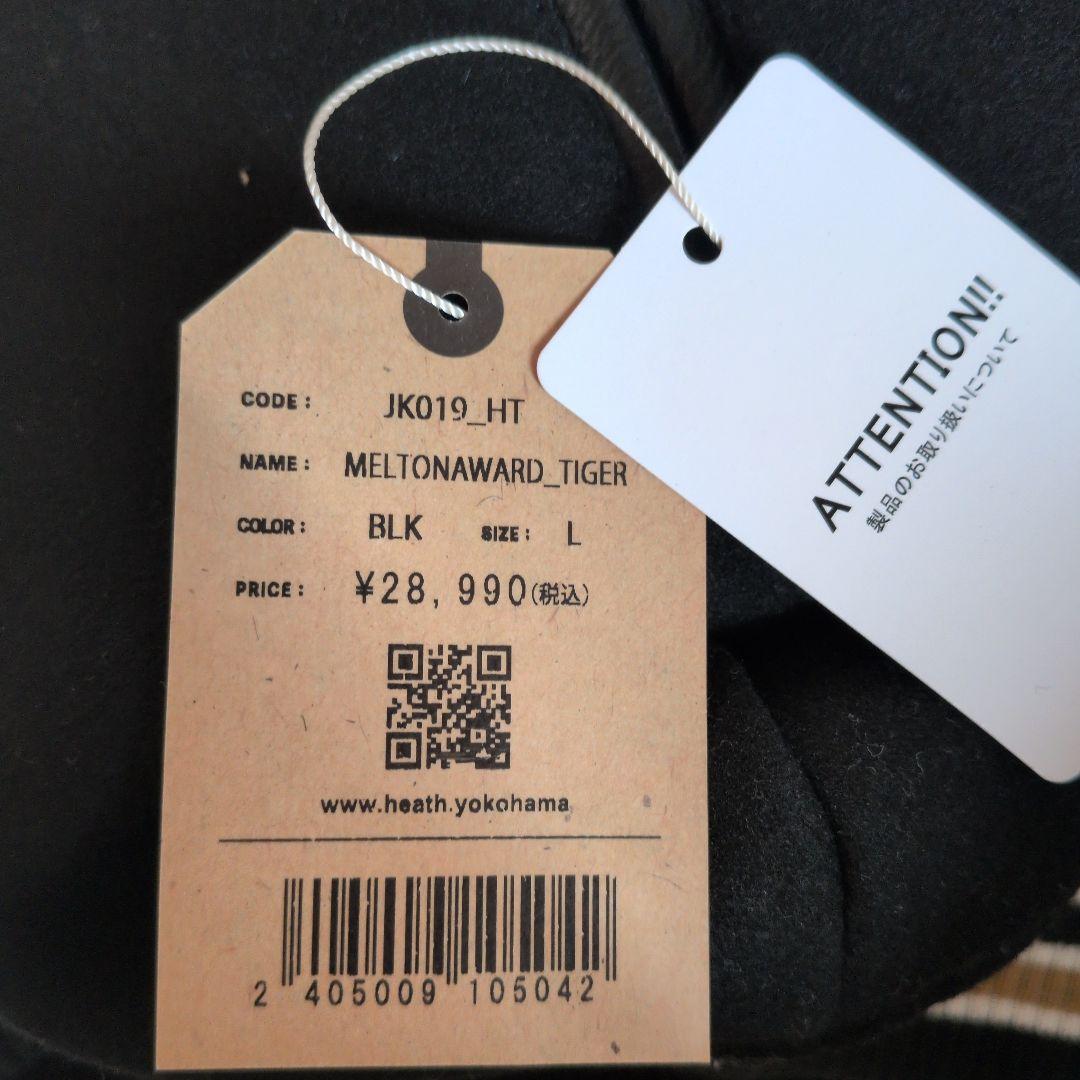 CODE: JK019_HT
NAME: MELTONAWARD_TIGER
COLOR: BLK SIZE: L
PRICE: ¥28,990(税込)
www.heath.yokohama
2 405009 105042
ATTENTION!!
製品のお取り扱いについて